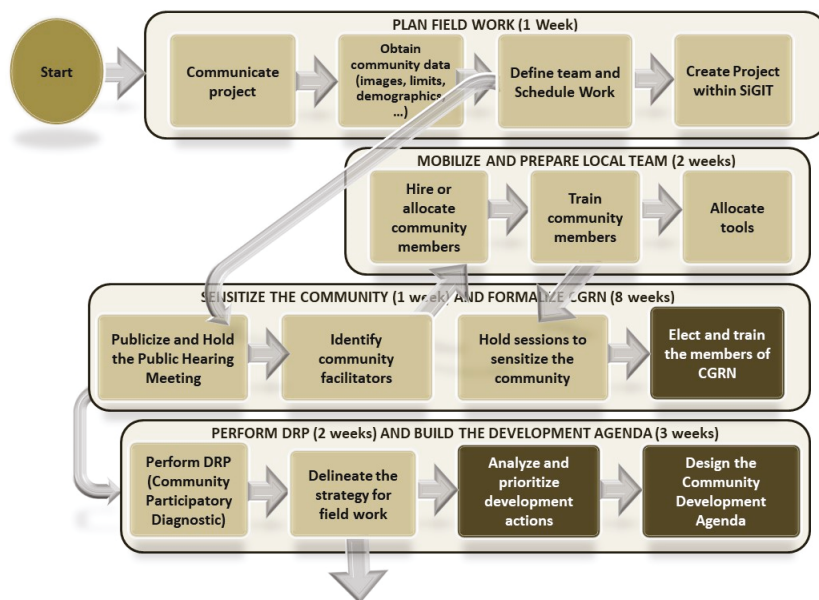 PLAN FIELD WORK (1 Week)
Start
Communicate
project
Obtain
community data
(images, limits,
demographics,
...)
Define team and
Schedule Work
Create Project
within SiGIT
MOBILIZE AND PREPARE LOCAL TEAM (2 weeks)
Hire or
allocate
community
members
Train
community
members
Allocate
tools
SENSITIZE THE COMMUNITY (1 week) AND FORMALIZE CGRN (8 weeks)
Publicize and Hold
the Public Hearing
Meeting
Identify
community
facilitators
Hold sessions to
sensitize the
community
Elect and train
the members of
CGRN
PERFORM DRP (2 weeks) AND BUILD THE DEVELOPMENT AGENDA (3 weeks)
Perform DRP
(Community
Participatory
Diagnostic)
Delineate the
strategy for
field work
Analyze and
prioritize
development
actions
Design the
Community
Development
Agenda